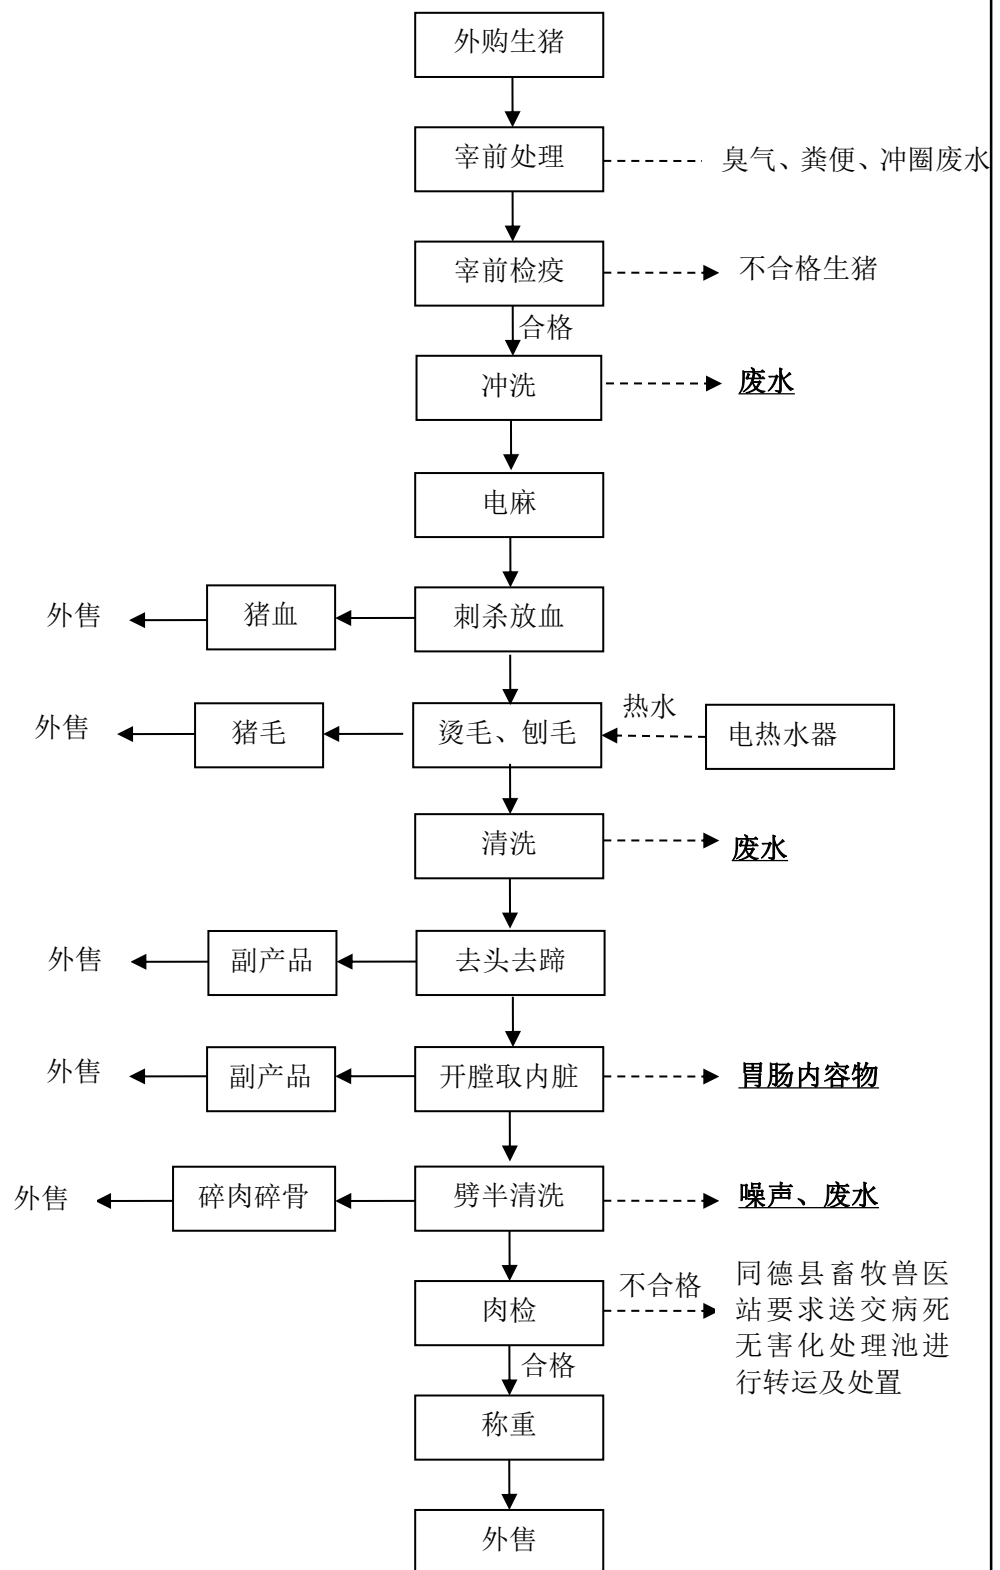 外购生猪
宰前处理
臭气、粪便、冲圈废水
宰前检疫
不合格生猪
合格
冲洗
废水
电麻
外售
猪血
刺杀放血
外售
猪毛
烫毛、刨毛
热水
电热水器
清洗
废水
外售
副产品
去头去蹄
外售
副产品
开膛取内脏
胃肠内容物
外售
碎肉碎骨
劈半清洗
噪声、废水
肉检
不合格
同德县畜牧兽医
站要求送交病死
无害化处理池进
行转运及处置
合格
称重
外售